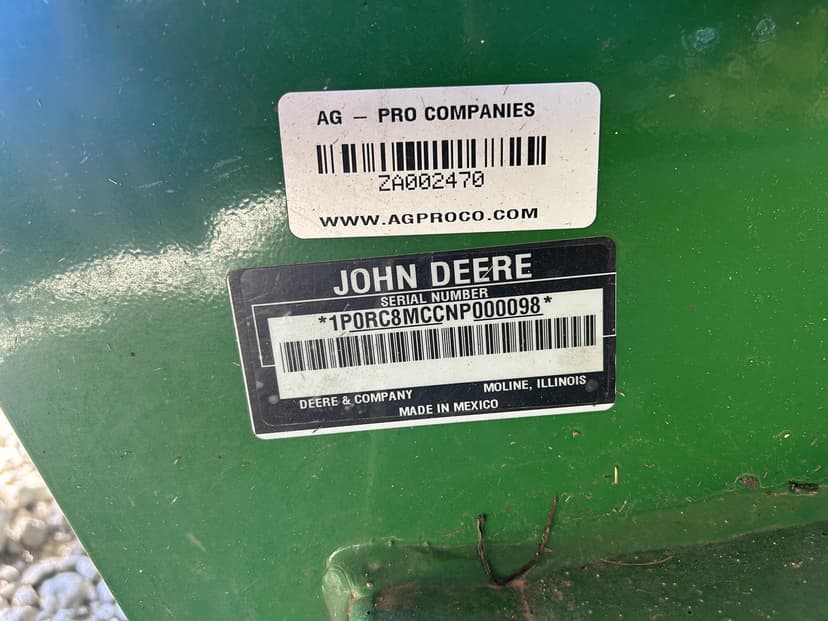 AG – PRO COMPANIES
ZA002470
WWW.AGPROCO.COM
JOHN DEERE
SERIAL NUMBER
*1P0RC8MCCNP000098*
DEERE & COMPANY MOLINE, ILLINOIS
MADE IN MEXICO